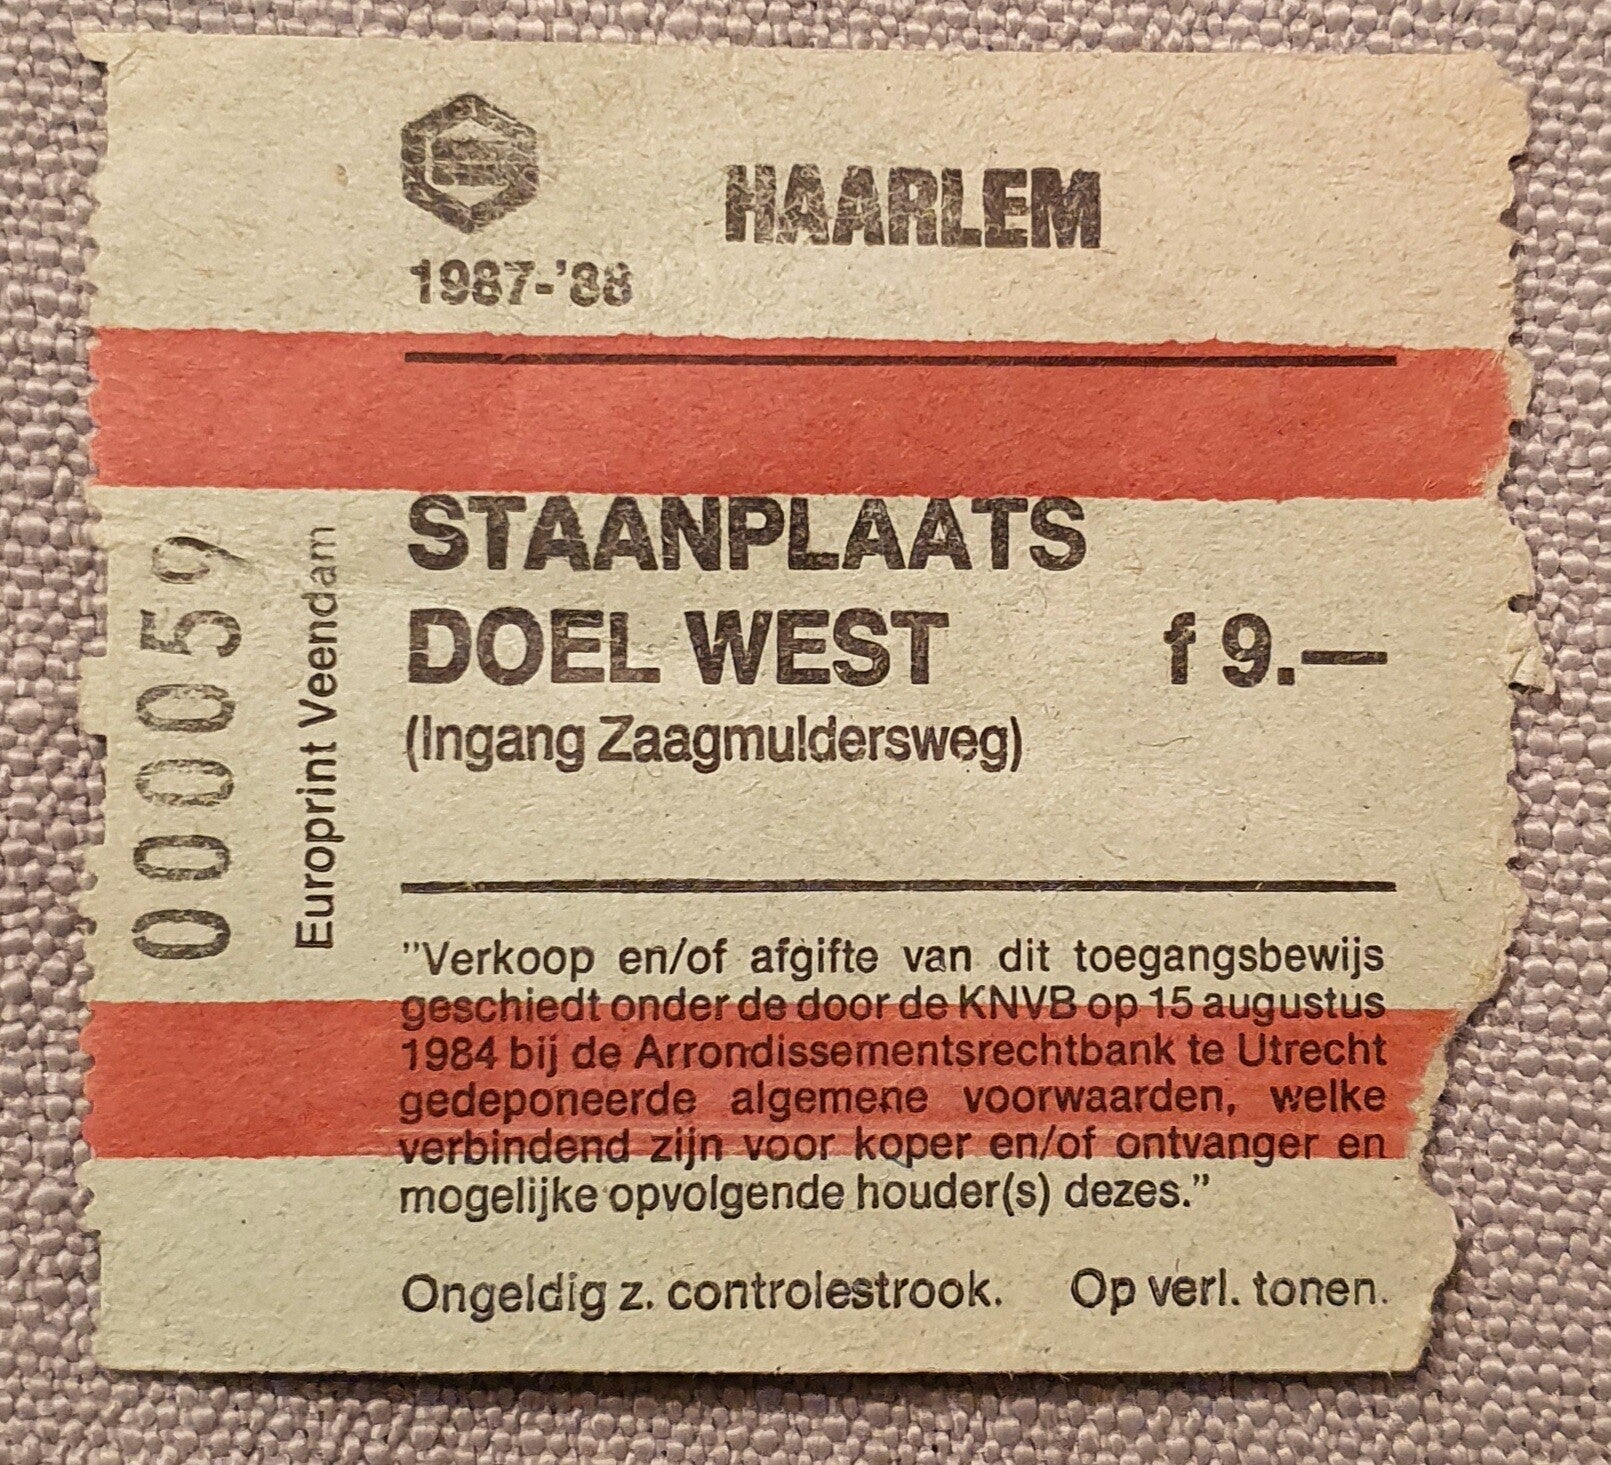 HAARLEM
1987-'88
STAANPLAATS
DOEL WEST f 9.—
(Ingang Zaagmuldersweg)
"Verkoop en/of afgifte van dit toegangsbewijs
geschiedt onder de door de KNVB op 15 augustus
1984 bij de Arrondissementsrechtbank te Utrecht
gedeponeerde algemene voorwaarden, welke
verbindend zijn voor koper en/of ontvanger en
mogelijke opvolgende houder(s) dezes."
Ongeldig z. controlestrook. Op verl. tonen.
000059
Europrint Veendam